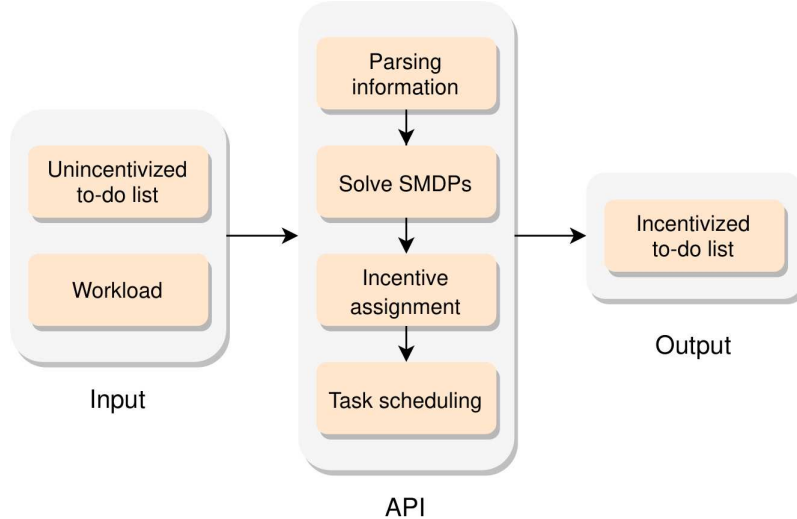 Unincentivized
to-do list
Workload
Input
Parsing
information
Solve SMDPs
Incentive
assignment
Task scheduling
API
Incentivized
to-do list
Output